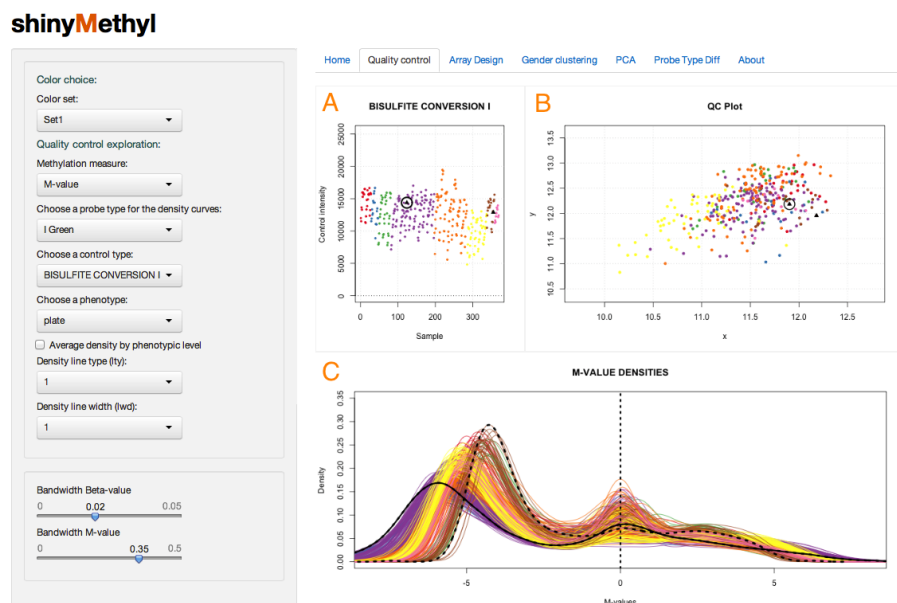 shinyMethyl
Home Quality control Array Design Gender clustering PCA Probe Type Diff About
Color choice:
Color set:
Set1
Quality control exploration:
Methylation measure:
M-value
Choose a probe type for the density curves:
I Green
Choose a control type:
BISULFITE CONVERSION I
Choose a phenotype:
plate
Average density by phenotypic level
Density line type (lty):
1
Density line width (lwd):
1
Bandwidth Beta-value
0 0.02 0.05
Bandwidth M-value
0 0.35 0.5
A
BISULFITE CONVERSION I
Control intensity
25000
20000
15000
10000
5000
0
0 100 200 300
Sample
B
QC Plot
y
13.5
13.0
12.5
12.0
11.5
11.0
10.5
10.0 10.5 11.0 11.5 12.0 12.5
x
C
M-VALUE DENSITIES
Density
0.35
0.30
0.25
0.20
0.15
0.10
0.05
0.00
-5 0 5
M-values